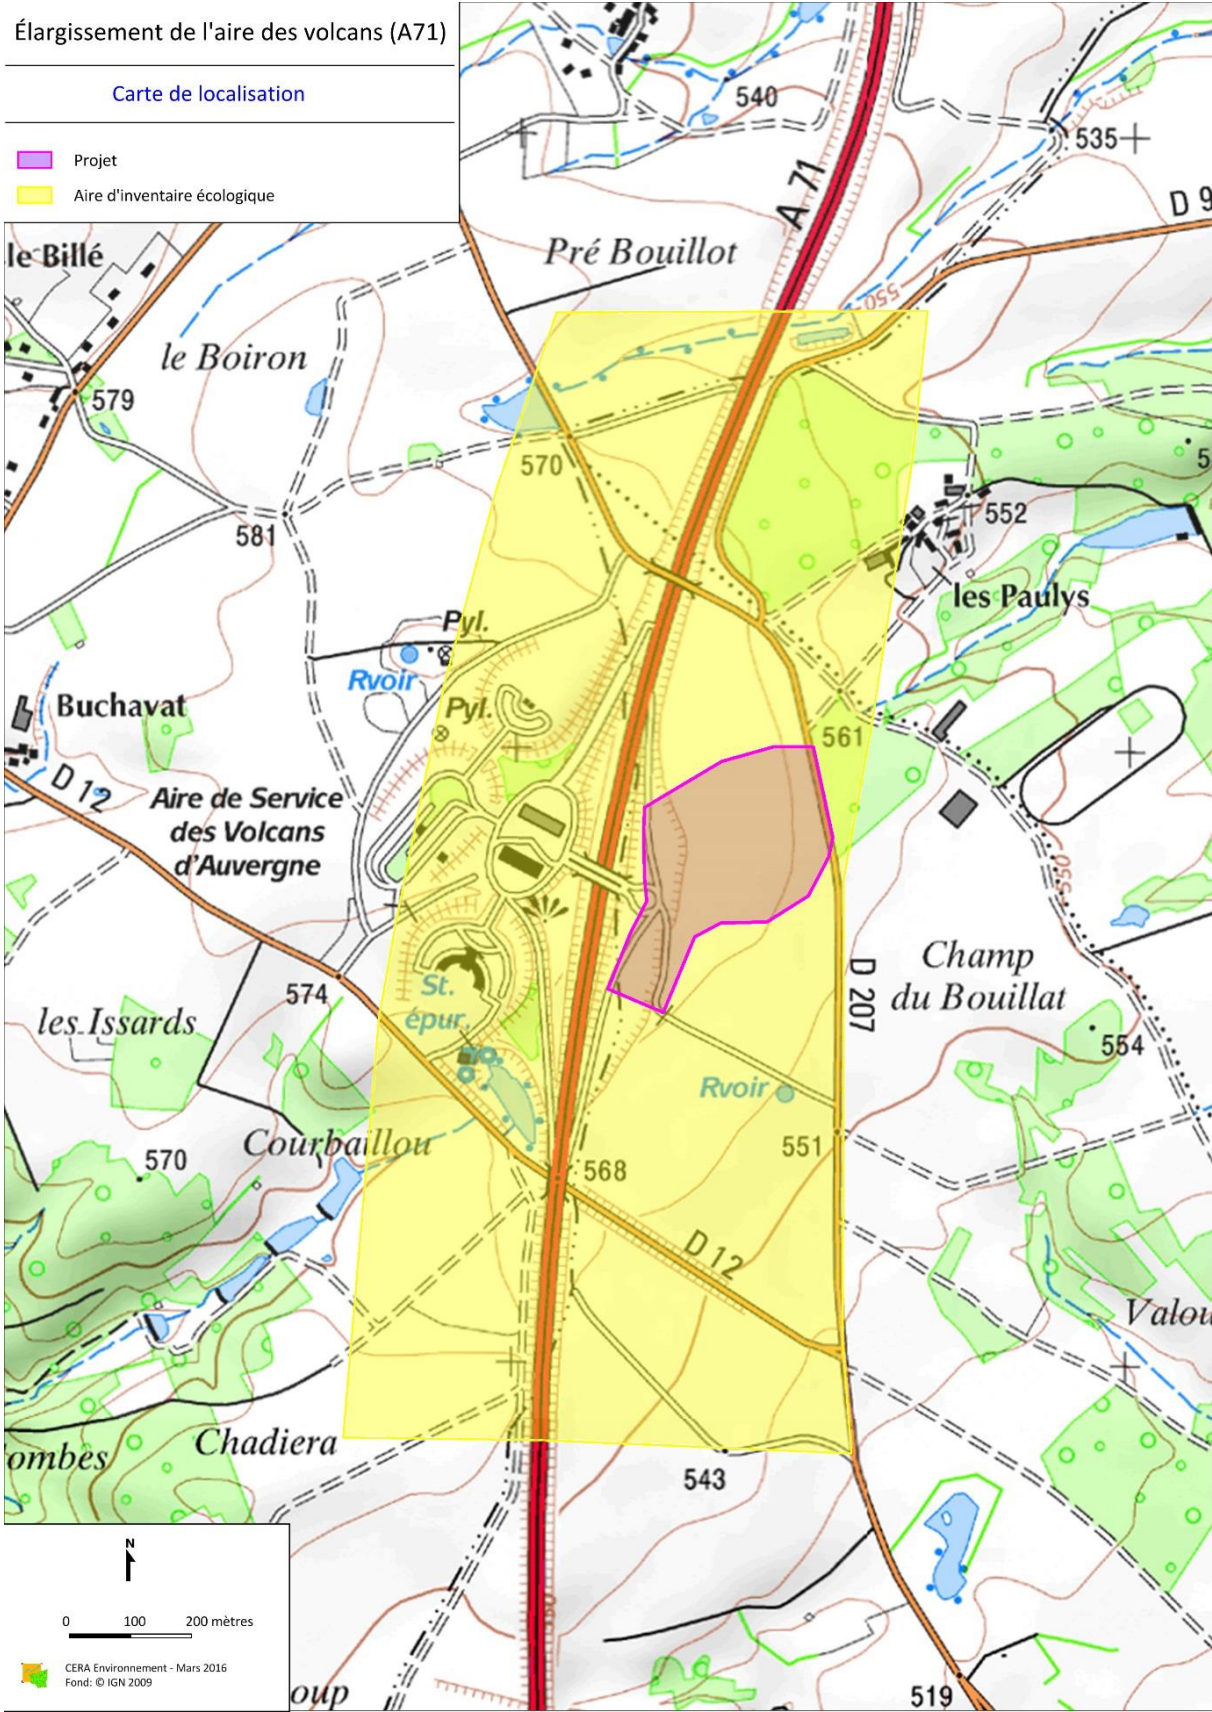 Élargissement de l'aire des volcans (A71)
Carte de localisation
Projet
Aire d'inventaire écologique
540
535
A 71
D 9
le Billé
Pré Bouillot
550
le Boiron
579
570
581
552
les Paulys
Pyl.
Rvoir
Pyl.
Buchavat
561
D 12
Aire de Service
des Volcans
d'Auvergne
550
Champ
du Bouillat
D 207
574
St.
épur.
les Issards
554
Rvoir
Courbaillou
551
570
568
D 12
Valou
Chadiera
ombes
543
N
0 100 200 mètres
CERA Environnement - Mars 2016
Fond: © IGN 2009
oup
519